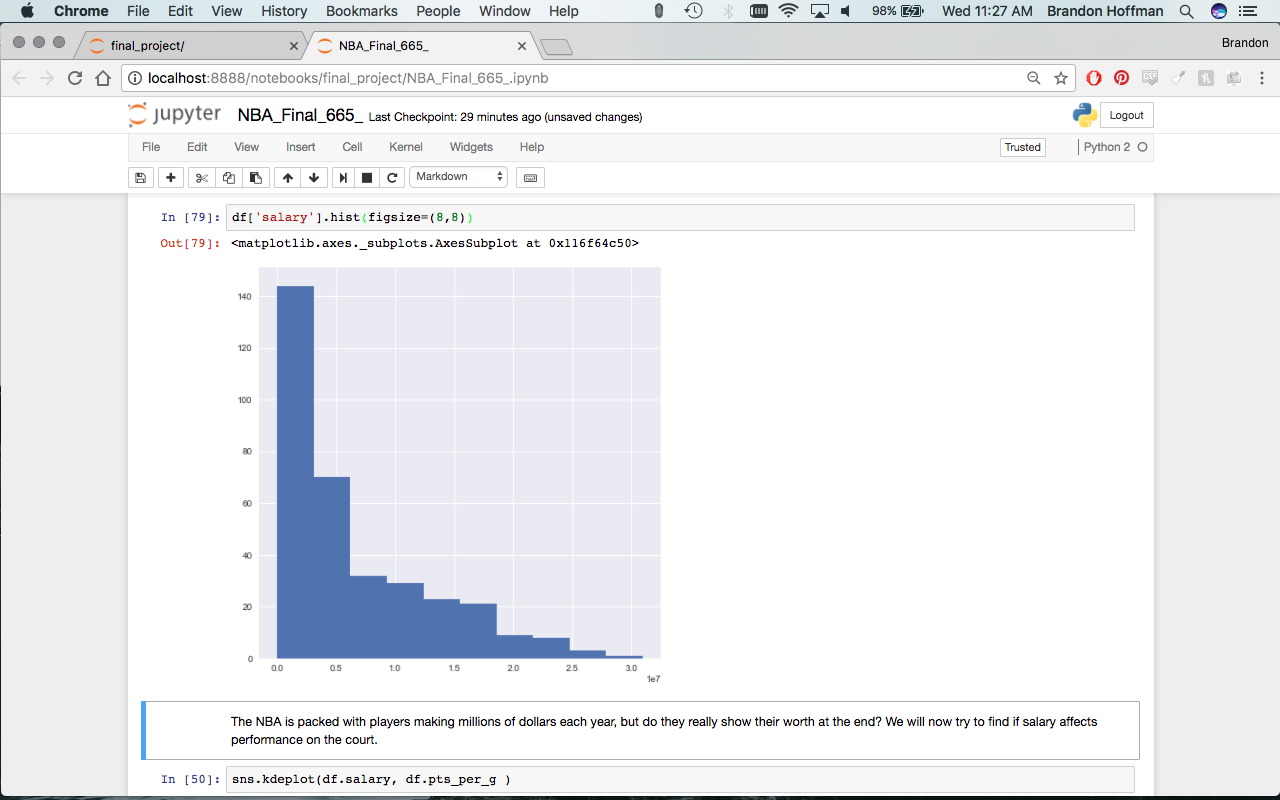 Chrome File Edit View History Bookmarks People Window Help 98% Wed 11:27 AM Brandon Hoffman
final_project/ NBA_Final_665_ Brandon
localhost:8888/notebooks/final_project/NBA_Final_665_.ipynb
jupyter NBA_Final_665_ Last Checkpoint: 29 minutes ago (unsaved changes) Logout
File Edit View Insert Cell Kernel Widgets Help Trusted Python 2
Markdown
In [79]: df['salary'].hist(figsize=(8,8))
Out[79]: <matplotlib.axes._subplots.AxesSubplot at 0x116f64c50>
140
120
100
80
60
40
20
0
0.0 0.5 1.0 1.5 2.0 2.5 3.0
1e7
The NBA is packed with players making millions of dollars each year, but do they really show their worth at the end? We will now try to find if salary affects
performance on the court.
In [50]: sns.kdeplot(df.salary, df.pts_per_g )